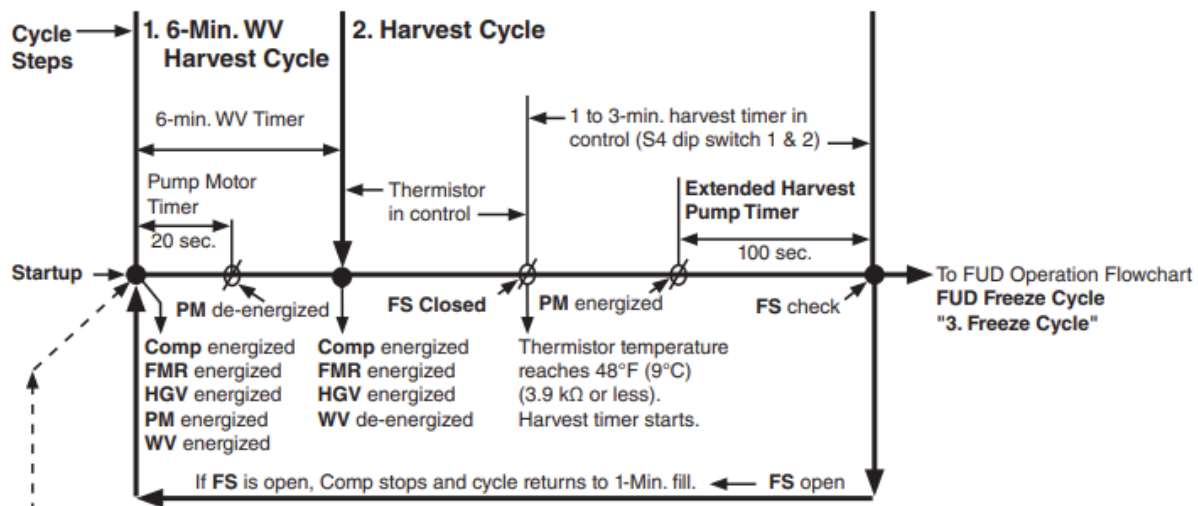 Cycle
Steps
1. 6-Min. WV
Harvest Cycle
2. Harvest Cycle
6-min. WV Timer
1 to 3-min. harvest timer in
control (S4 dip switch 1 & 2)
Pump Motor
Timer
20 sec.
Thermistor
in control
Extended Harvest
Pump Timer
100 sec.
Startup
To FUD Operation Flowchart
FUD Freeze Cycle
"3. Freeze Cycle"
PM de-energized
FS Closed
PM energized
FS check
Comp energized
FMR energized
HGV energized
PM energized
WV energized
Comp energized
FMR energized
HGV energized
WV de-energized
Thermistor temperature
reaches 48°F (9°C)
(3.9 kΩ or less).
Harvest timer starts.
If FS is open, Comp stops and cycle returns to 1-Min. fill.
FS open